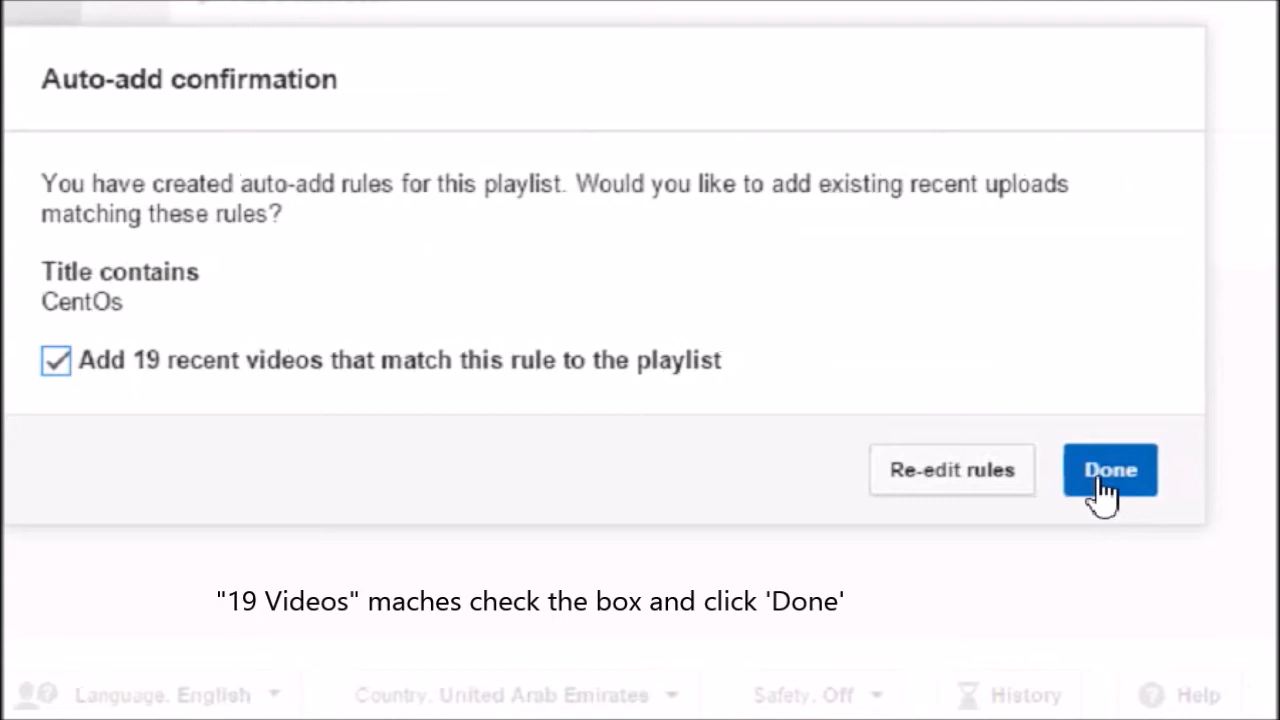 Auto-add confirmation
You have created auto-add rules for this playlist. Would you like to add existing recent uploads
matching these rules?
Title contains
CentOs
Add 19 recent videos that match this rule to the playlist
Re-edit rules Done
"19 Videos" maches check the box and click 'Done'
Language. English Country. United Arab Emirates Safety. Off History Help